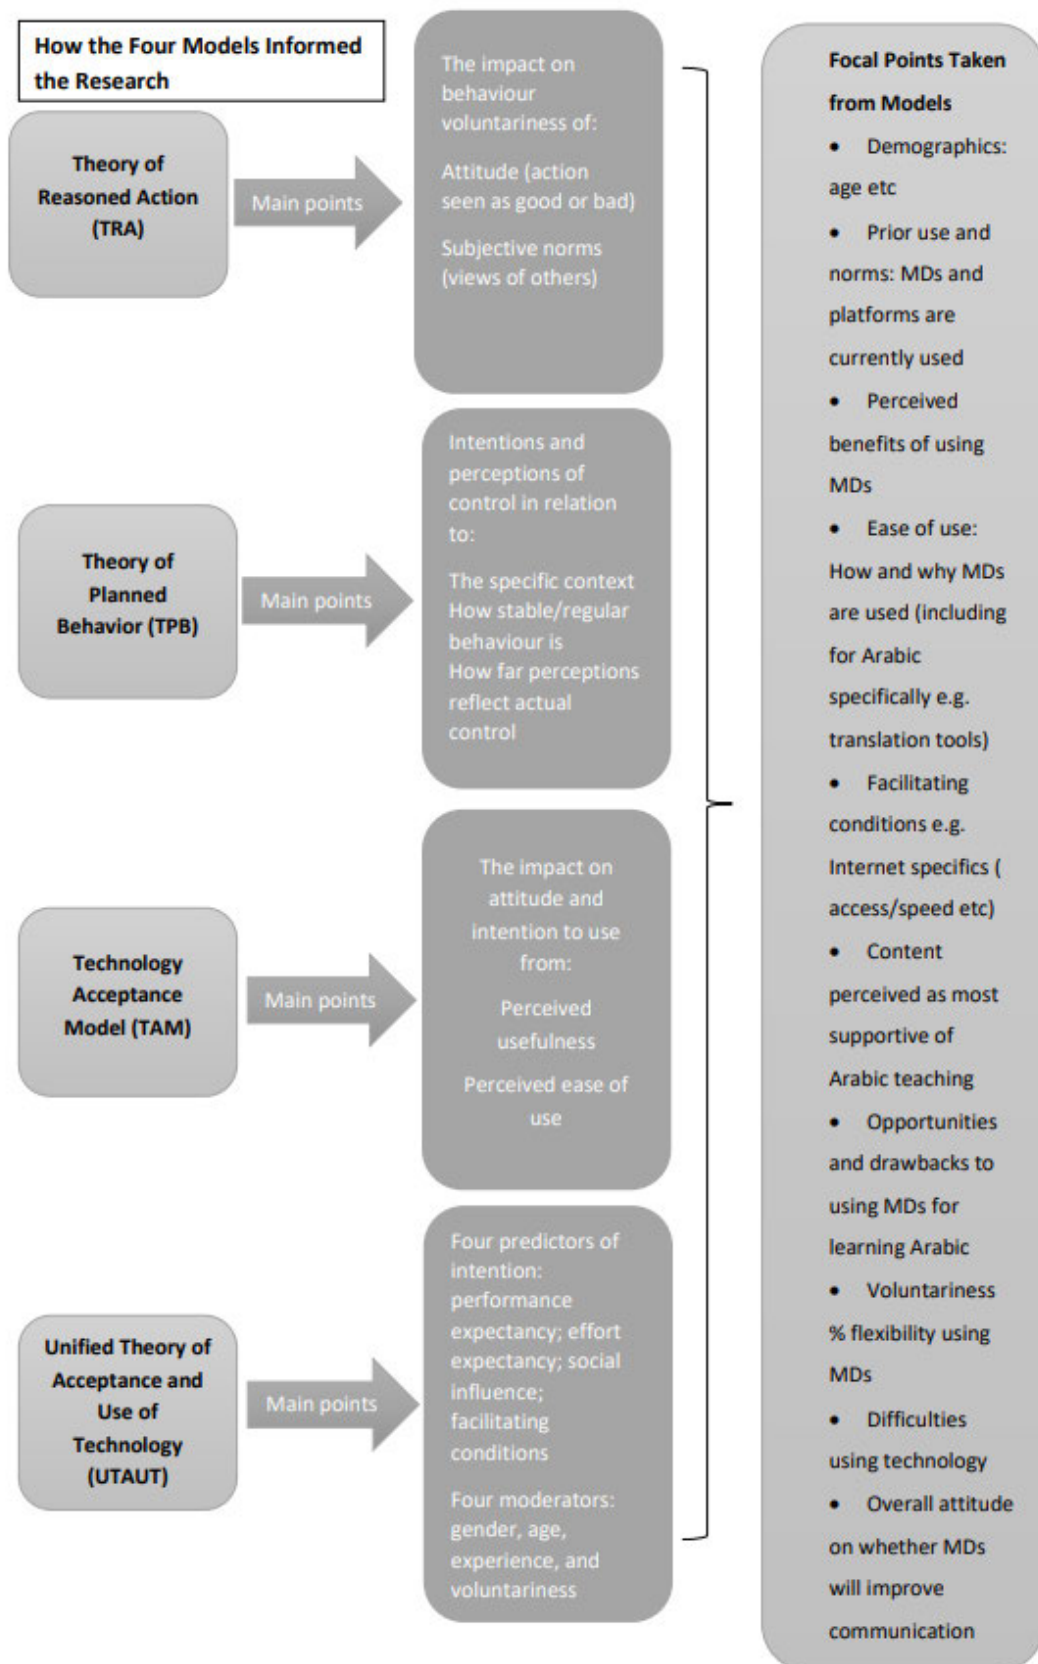 How the Four Models Informed
the Research
Theory of
Reasoned Action
(TRA)
Main points
The impact on
behaviour
voluntariness of:
Attitude (action
seen as good or bad)
Subjective norms
(views of others)
Theory of
Planned
Behavior (TPB)
Main points
Intentions and
perceptions of
control in relation
to:
The specific context
How stable/regular
behaviour is
How far perceptions
reflect actual
control
Technology
Acceptance
Model (TAM)
Main points
The impact on
attitude and
intention to use
from:
Perceived
usefulness
Perceived ease of
use
Unified Theory of
Acceptance and
Use of
Technology
(UTAUT)
Main points
Four predictors of
intention:
performance
expectancy; effort
expectancy; social
influence;
facilitating
conditions
Four moderators:
gender, age,
experience, and
voluntariness
Focal Points Taken
from Models
• Demographics:
age etc
• Prior use and
norms: MDs and
platforms are
currently used
• Perceived
benefits of using
MDs
• Ease of use:
How and why MDs
are used (including
for Arabic
specifically e.g.
translation tools)
• Facilitating
conditions e.g.
Internet specifics (
access/speed etc)
• Content
perceived as most
supportive of
Arabic teaching
• Opportunities
and drawbacks to
using MDs for
learning Arabic
• Voluntariness
% flexibility using
MDs
• Difficulties
using technology
• Overall attitude
on whether MDs
will improve
communication